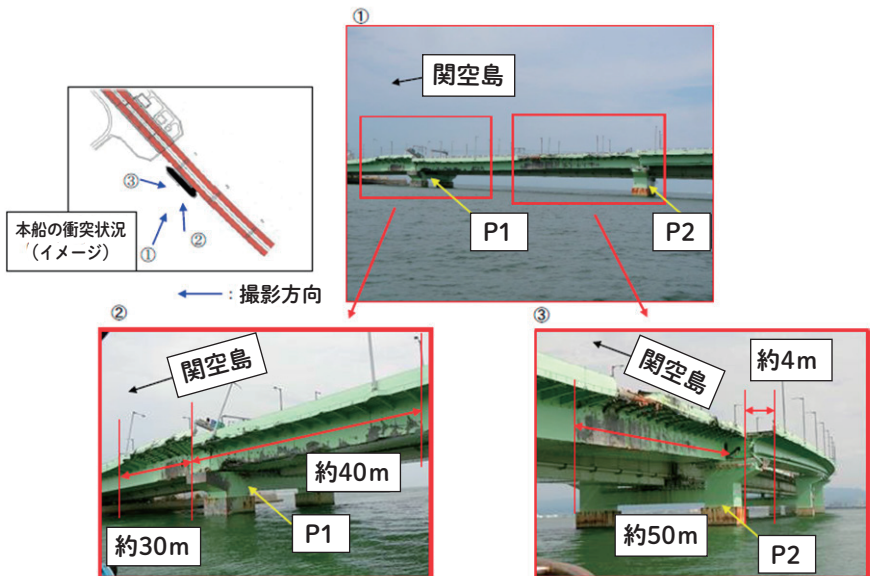 ①
関空島
P1
P2
③
②
①
本船の衝突状況
（イメージ）
：撮影方向
②
関空島
約40m
約30m
P1
③
関空島
約4m
約50m
P2